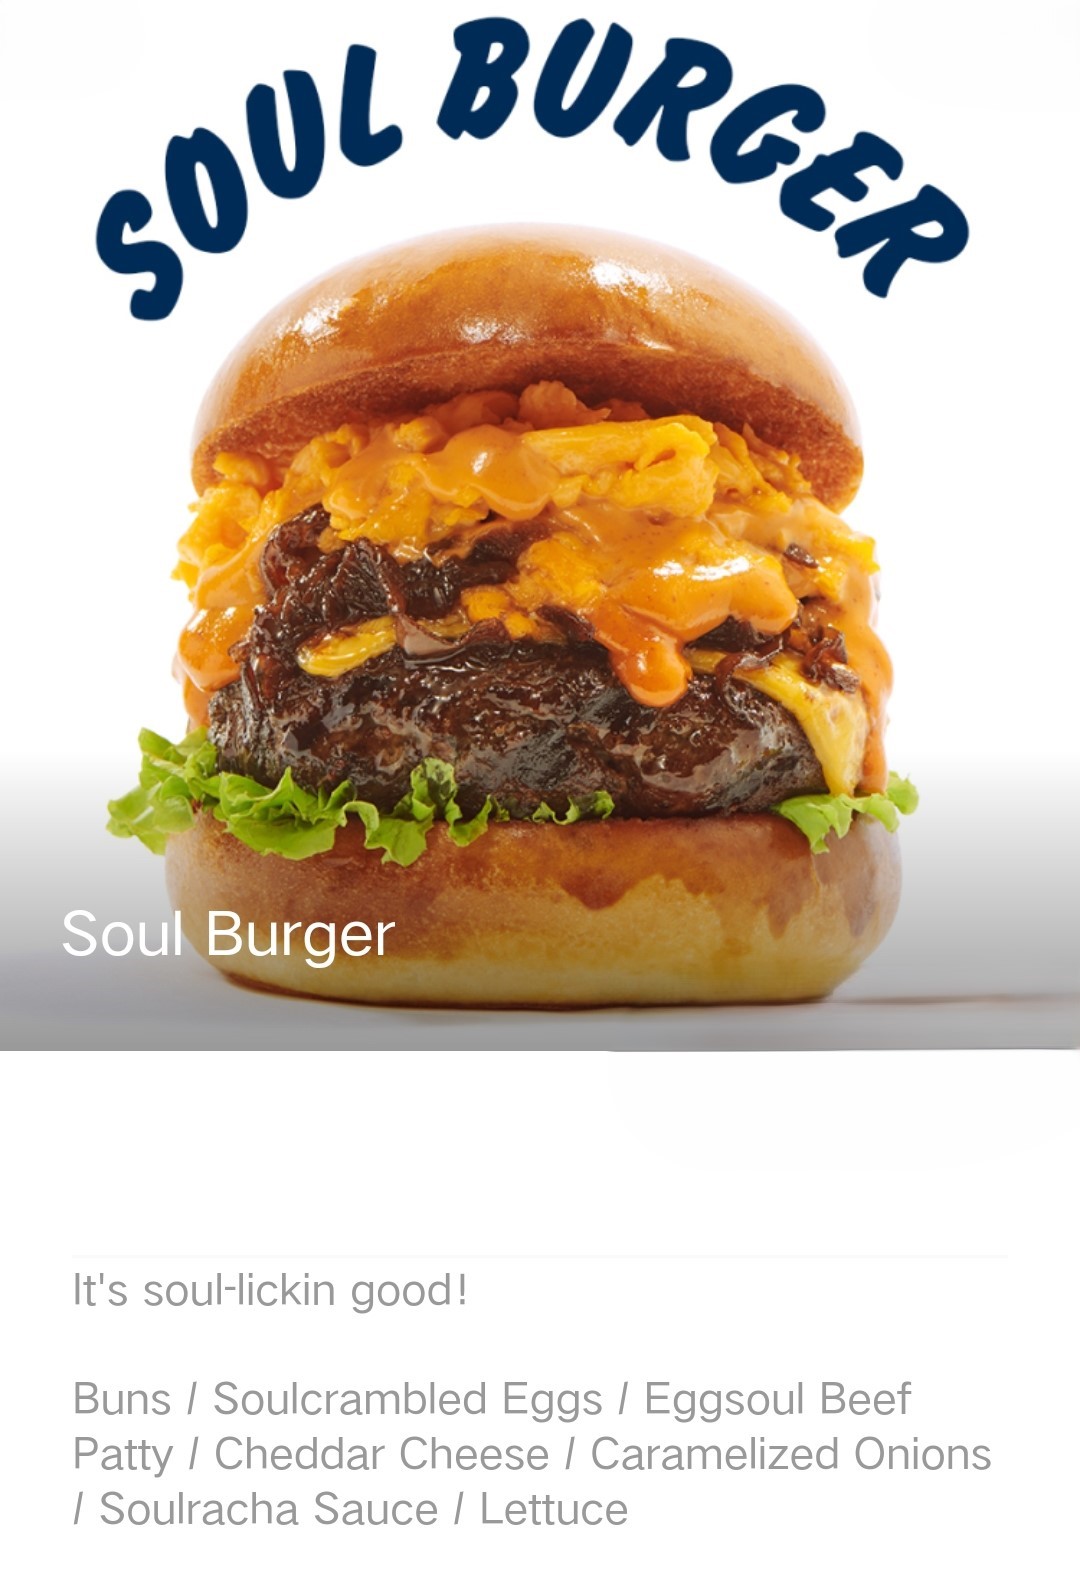 SOUL BURGER
Soul Burger
It's soul-lickin good!
Buns / Soulcrambled Eggs / Eggsoul Beef
Patty / Cheddar Cheese / Caramelized Onions
/ Soulracha Sauce / Lettuce